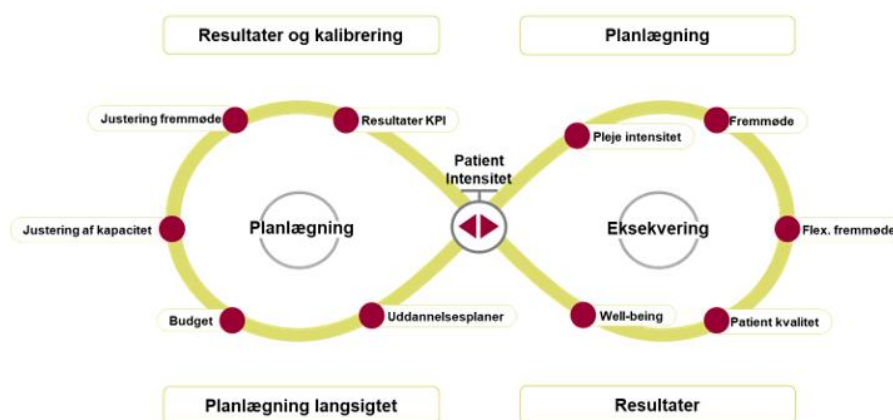 Resultater og kalibrering
Planlægning
Justering fremmøde
Resultater KPI
Pleje intensitet
Fremmøde
Patient
Intensitet
Justering af kapacitet
Planlægning
Eksekvering
Flex. fremmøde
Budget
Uddannelsesplaner
Well-being
Patient kvalitet
Planlægning langsigtet
Resultater